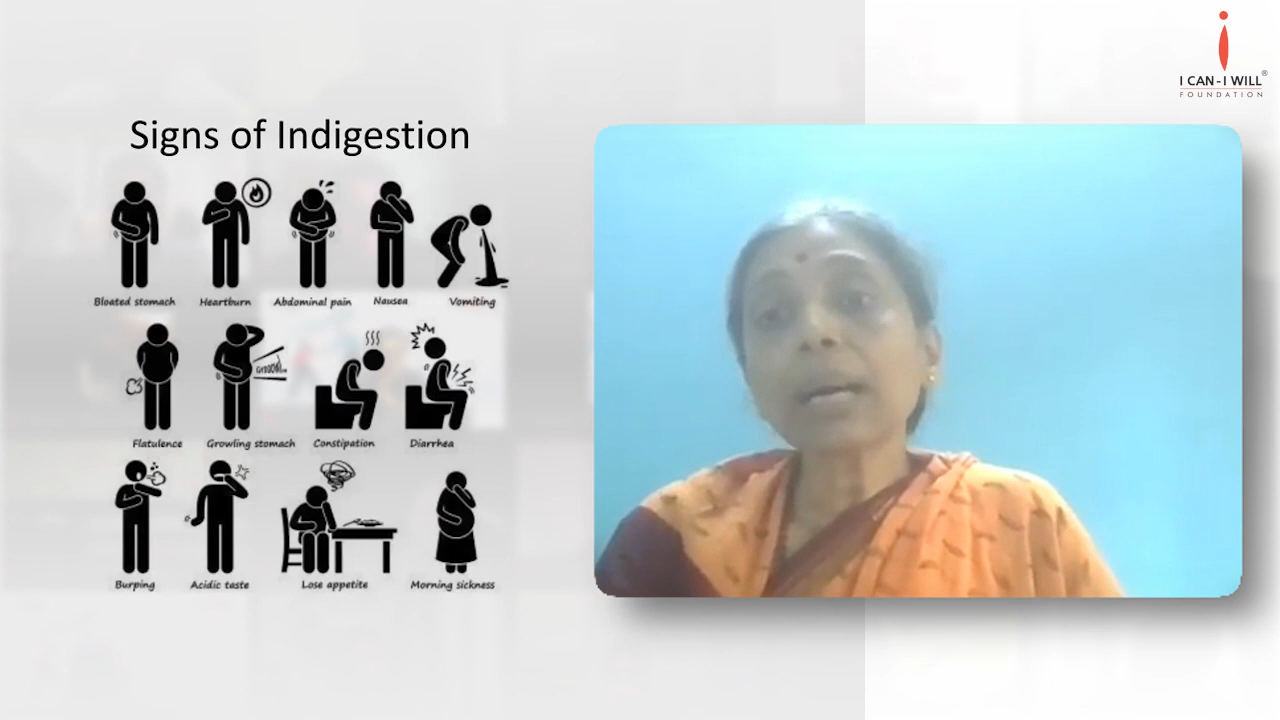 I CAN - I WILL®
FOUNDATION
Signs of Indigestion
Bloated stomach Heartburn Abdominal pain Nausea Vomiting
Flatulence Growling stomach Constipation Diarrhea
Burping Acidic taste Lose appetite Morning sickness